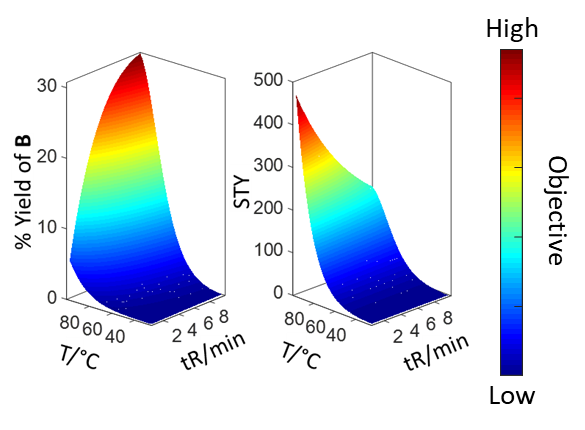 High
% Yield of B
30
20
10
0
80 60 40
T/°C
2 4 6 8
tR/min
STY
500
400
300
200
100
0
80 60 40
T/°C
2 4 6 8
tR/min
Objective
Low